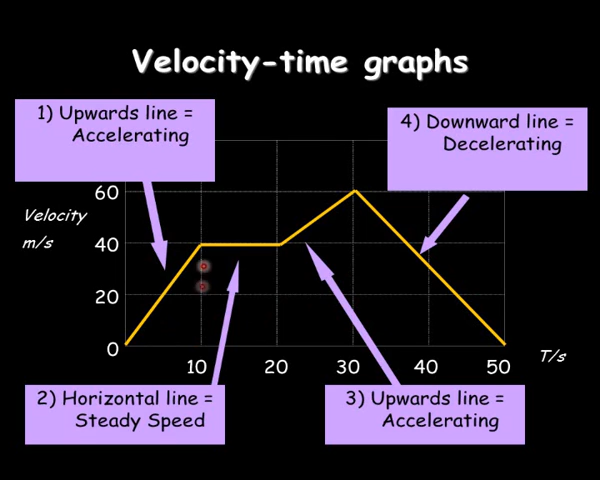 Velocity-time graphs
1) Upwards line =
Accelerating
4) Downward line =
Decelerating
60
Velocity
m/s
40
20
0
10 20 30 40 50
T/s
2) Horizontal line =
Steady Speed
3) Upwards line =
Accelerating